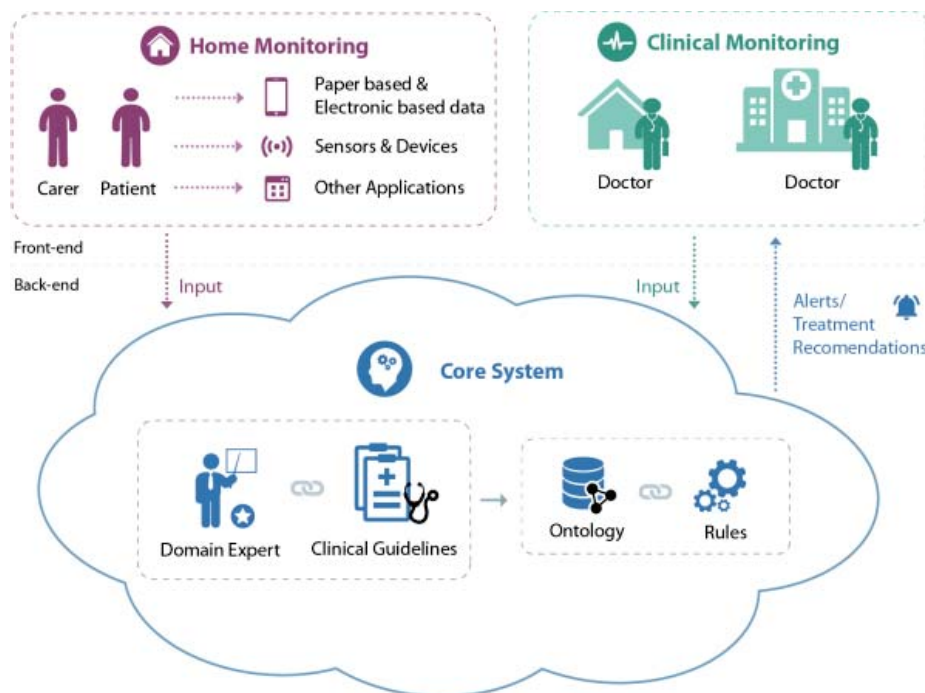 Home Monitoring
Paper based &
Electronic based data
Sensors & Devices
Other Applications
Carer
Patient
Clinical Monitoring
Doctor
Doctor
Front-end
Back-end
Input
Input
Alerts/
Treatment
Recomendations
Core System
Domain Expert
Clinical Guidelines
Ontology
Rules